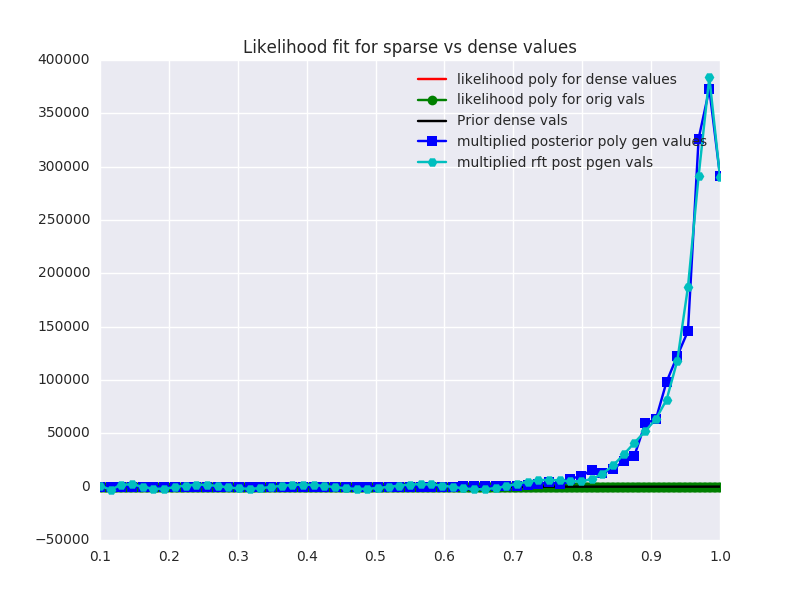 Likelihood fit for sparse vs dense values
400000
350000
300000
250000
200000
150000
100000
50000
0
−50000
likelihood poly for dense values
likelihood poly for orig vals
Prior dense vals
multiplied posterior poly gen values
multiplied rft post pgen vals
0.1 0.2 0.3 0.4 0.5 0.6 0.7 0.8 0.9 1.0